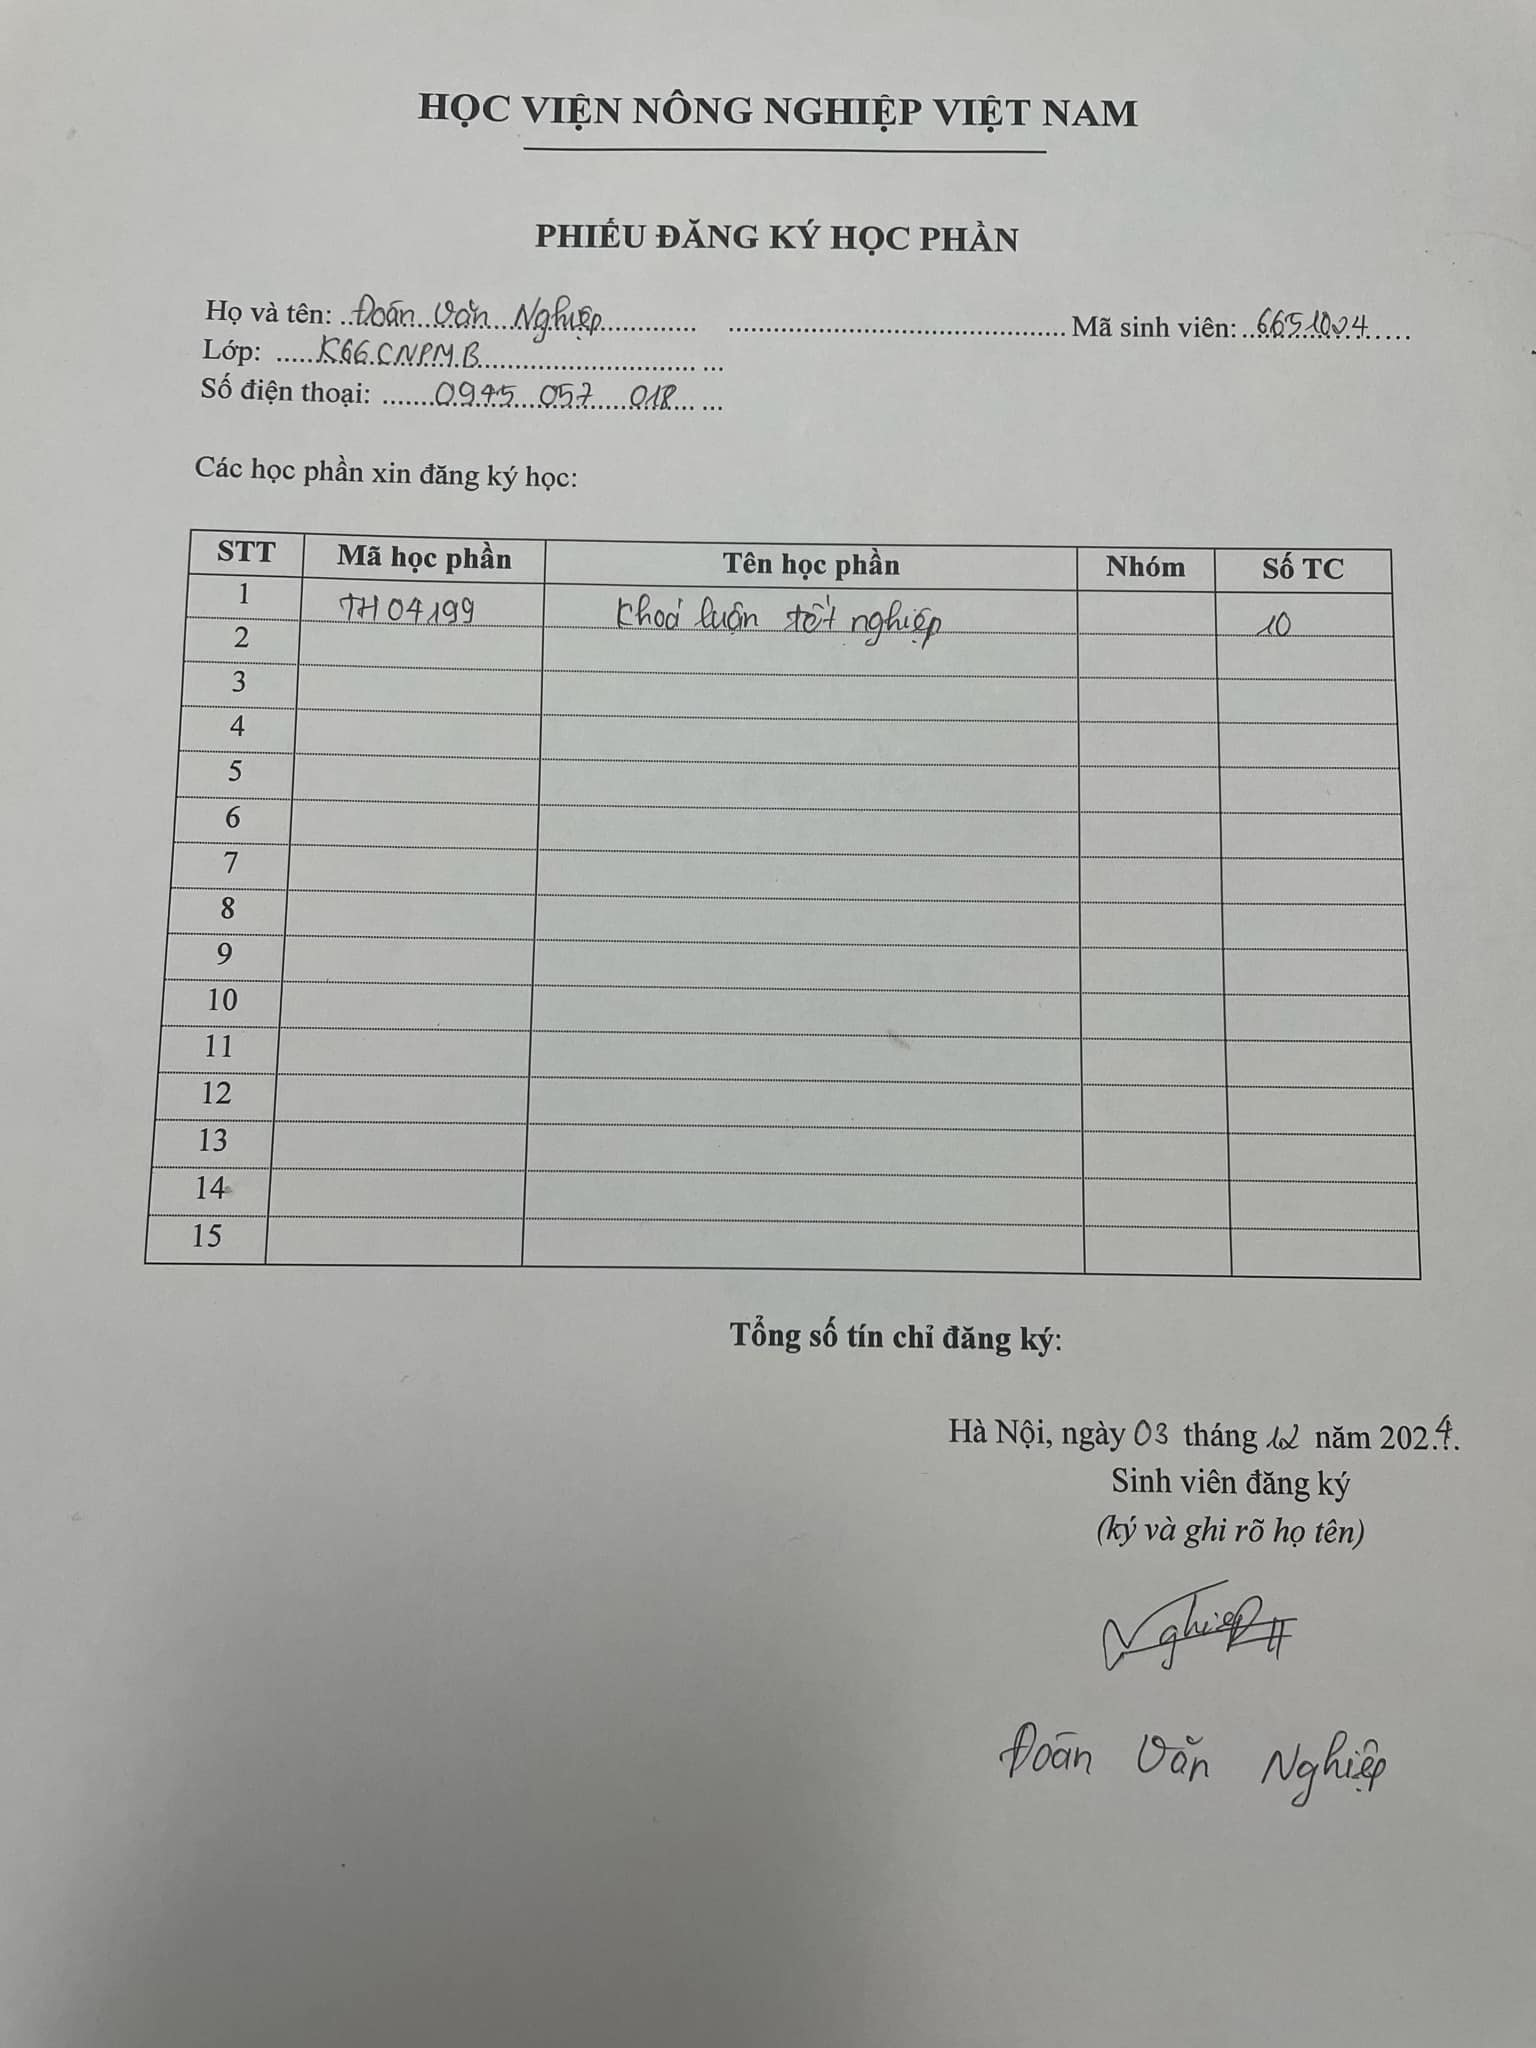 HỌC VIỆN NÔNG NGHIỆP VIỆT NAM
PHIẾU ĐĂNG KÝ HỌC PHẦN
Họ và tên: Đoàn Văn Nghiệp Mã sinh viên: 6651024
Lớp: K66CNPMB
Số điện thoại: 0945 057 018
Các học phần xin đăng ký học:
STT Mã học phần Tên học phần Nhóm Số TC
1 TH04199 Khoá luận tốt nghiệp 10
2
3
4
5
6
7
8
9
10
11
12
13
14
15
Tổng số tín chỉ đăng ký:
Hà Nội, ngày 03 tháng 12 năm 2024.
Sinh viên đăng ký
(ký và ghi rõ họ tên)
Nghiệp
Đoàn Văn Nghiệp